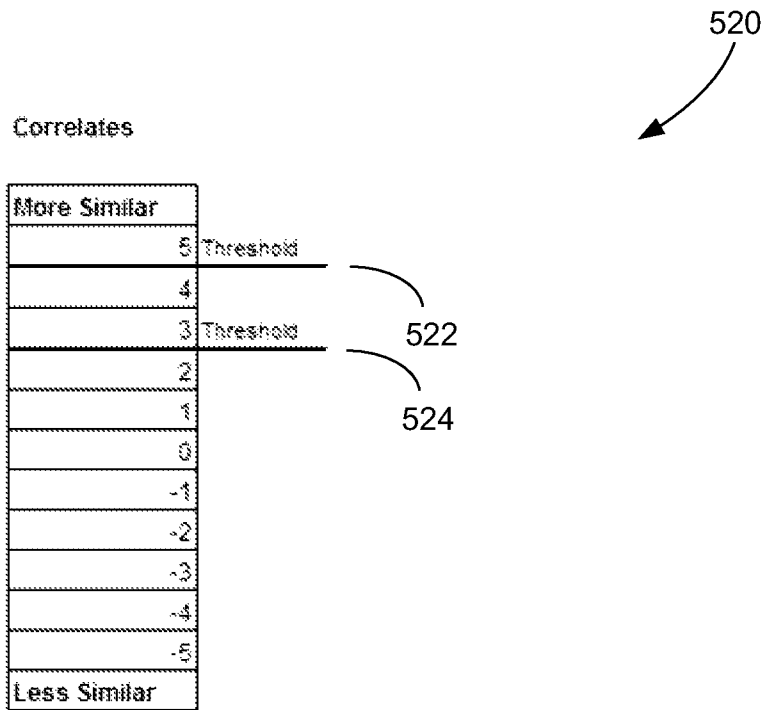 520
Correlates
More Similar
5 Threshold
4
522
3 Threshold
2
524
1
0
-1
-2
-3
-4
-5
Less Similar